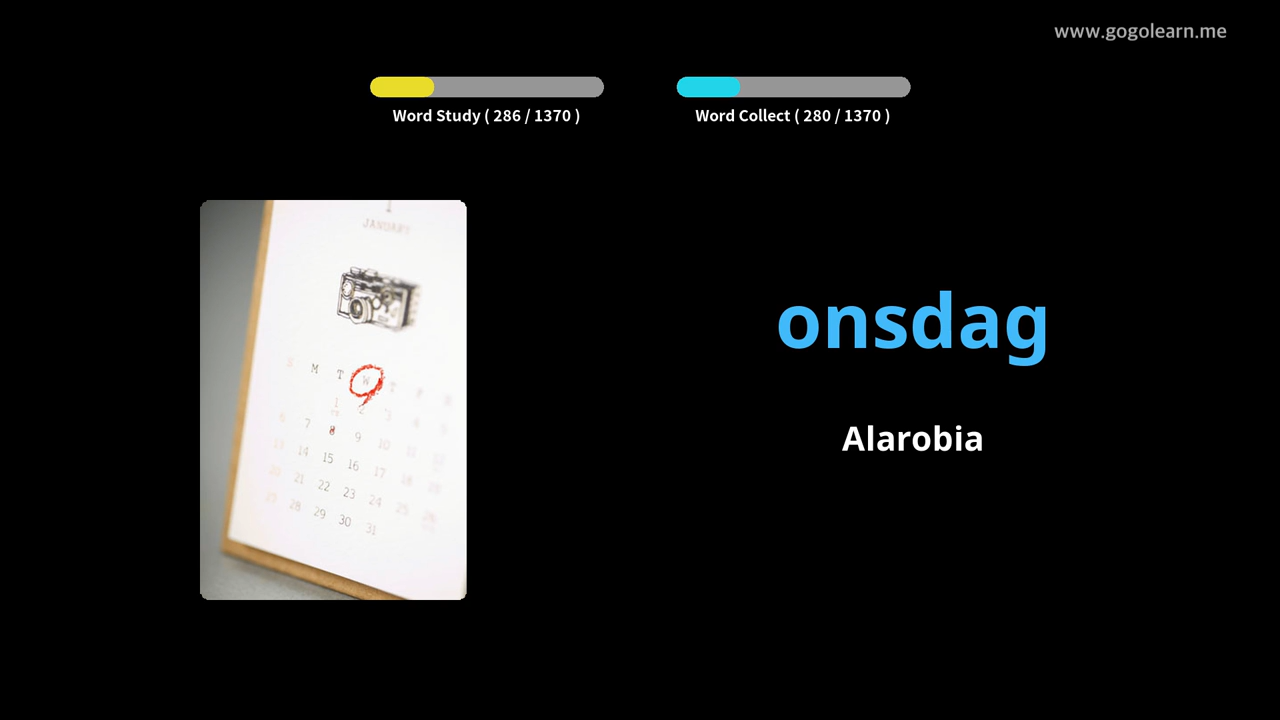 www.gogolearn.me
Word Study ( 286 / 1370 )
Word Collect ( 280 / 1370 )
JANUARY
S M T W T F S
1 2 3 4 5
6 7 8 9 10 11 12
13 14 15 16 17 18 19
20 21 22 23 24 25 26
27 28 29 30 31
onsdag
Alarobia